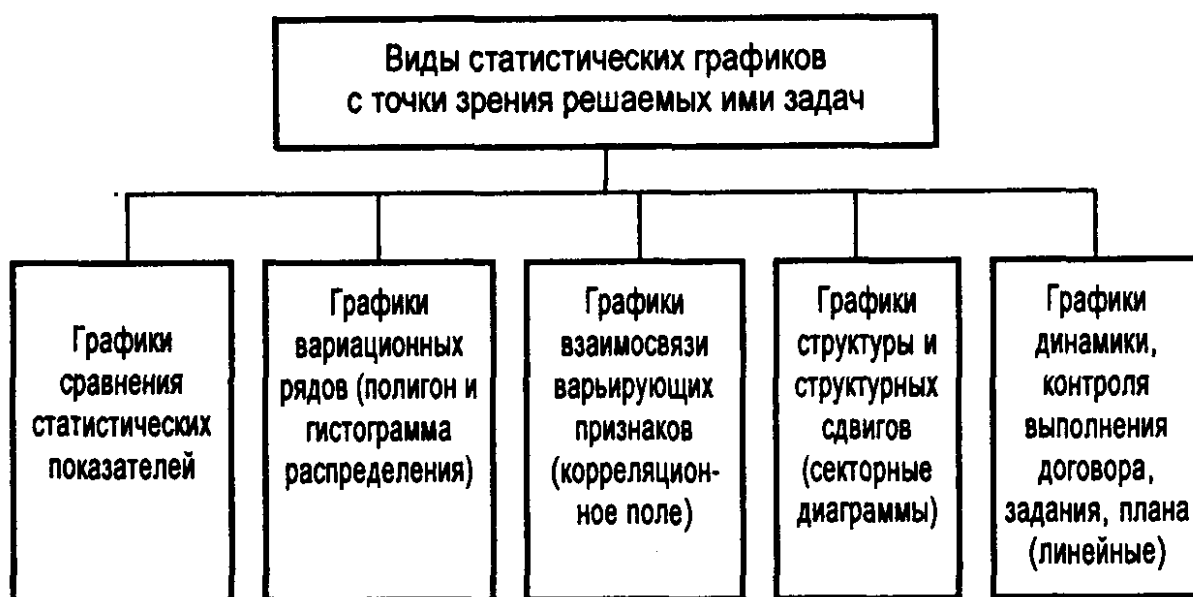 Виды статистических графиков
с точки зрения решаемых ими задач
Графики
сравнения
статистических
показателей
Графики
вариационных
рядов (полигон и
гистограмма
распределения)
Графики
взаимосвязи
варьирующих
признаков
(корреляцион-
ное поле)
Графики
структуры и
структурных
сдвигов
(секторные
диаграммы)
Графики
динамики,
контроля
выполнения
договора,
задания, плана
(линейные)